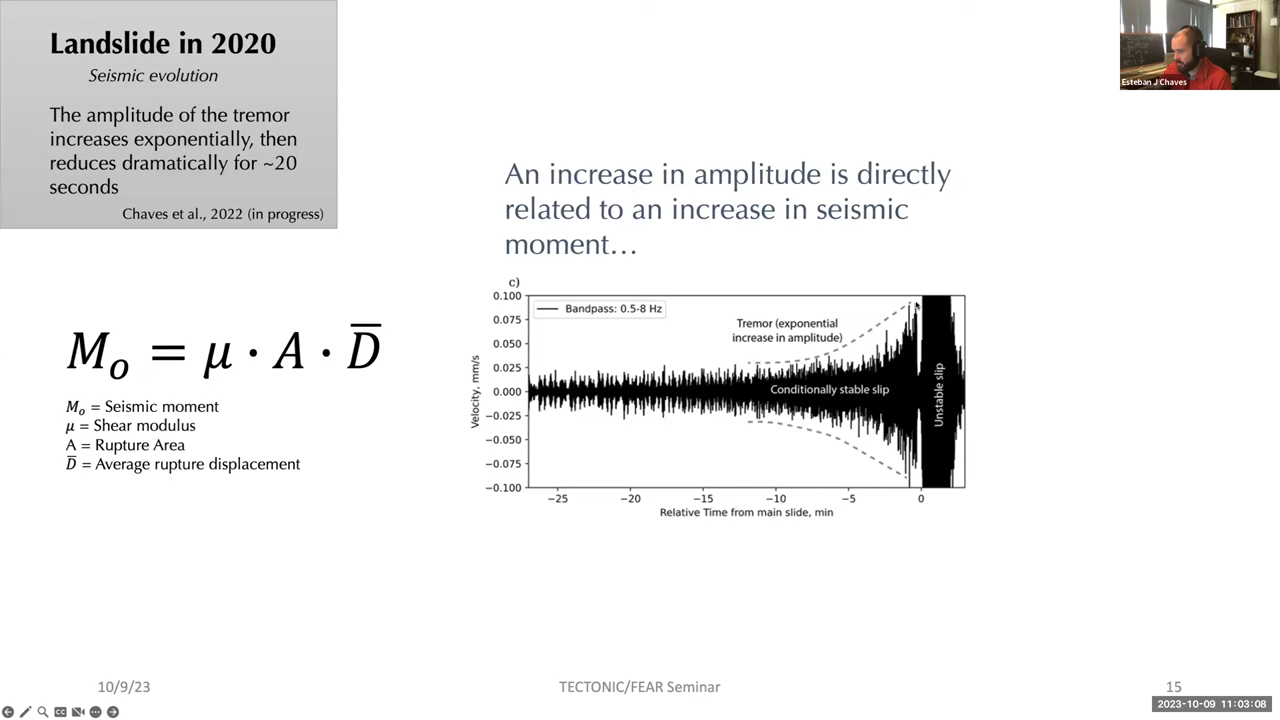 Landslide in 2020
Seismic evolution
The amplitude of the tremor
increases exponentially, then
reduces dramatically for ~20
seconds
Chaves et al., 2022 (in progress)
Esteban J Chaves
An increase in amplitude is directly
related to an increase in seismic
moment…
Mₒ = μ · A · D̅
Mₒ = Seismic moment
μ = Shear modulus
A = Rupture Area
D̅ = Average rupture displacement
c)
Bandpass: 0.5-8 Hz
Tremor (exponential
increase in amplitude)
Conditionally stable slip
Unstable slip
Velocity, mm/s
0.100
0.075
0.050
0.025
0.000
−0.025
−0.050
−0.075
−0.100
−25 −20 −15 −10 −5 0
Relative Time from main slide, min
10/9/23
TECTONIC/FEAR Seminar
15
2023-10-09 11:03:08